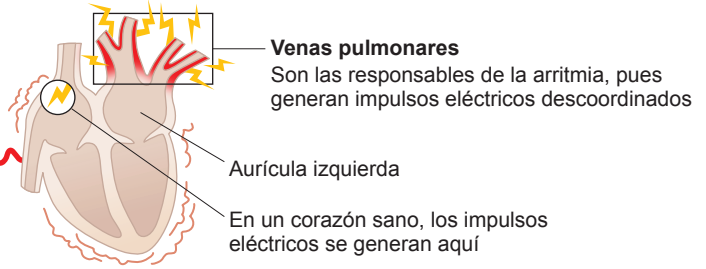 Venas pulmonares
Son las responsables de la arritmia, pues
generan impulsos eléctricos descoordinados
Aurícula izquierda
En un corazón sano, los impulsos
eléctricos se generan aquí